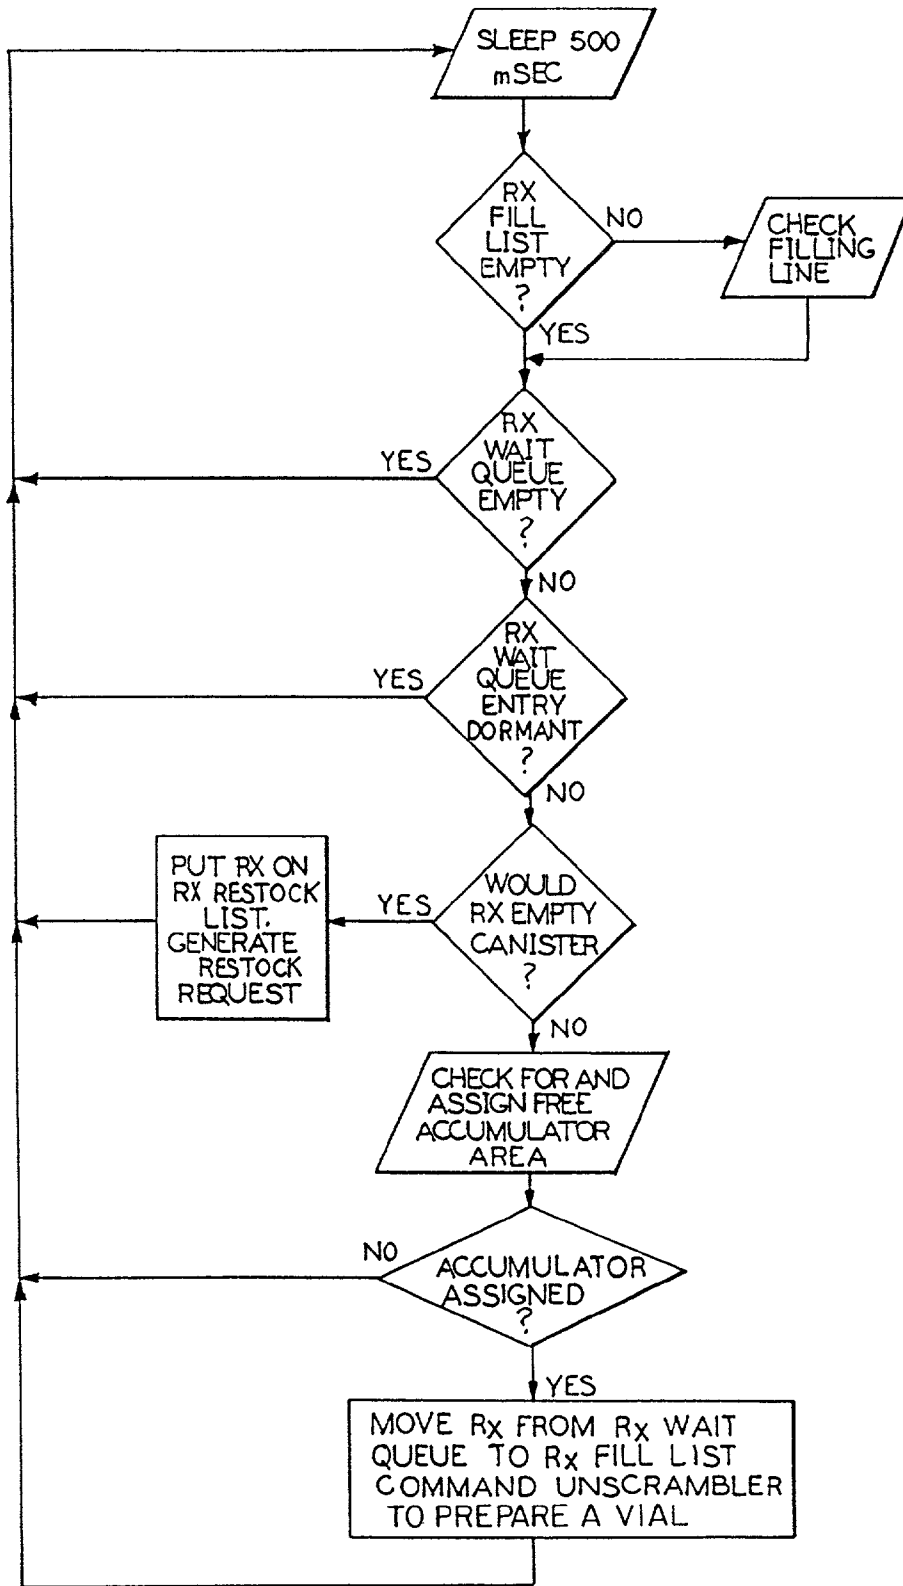 SLEEP 500
mSEC
RX
FILL
LIST
EMPTY
?
NO
CHECK
FILLING
LINE
YES
RX
WAIT
QUEUE
EMPTY
?
YES
NO
RX
WAIT
QUEUE
ENTRY
DORMANT
?
YES
NO
WOULD
RX EMPTY
CANISTER
?
YES
PUT RX ON
RX RESTOCK
LIST.
GENERATE
RESTOCK
REQUEST
NO
CHECK FOR AND
ASSIGN FREE
ACCUMULATOR
AREA
NO
ACCUMULATOR
ASSIGNED
?
YES
MOVE Rx FROM Rx WAIT
QUEUE TO Rx FILL LIST
COMMAND UNSCRAMBLER
TO PREPARE A VIAL